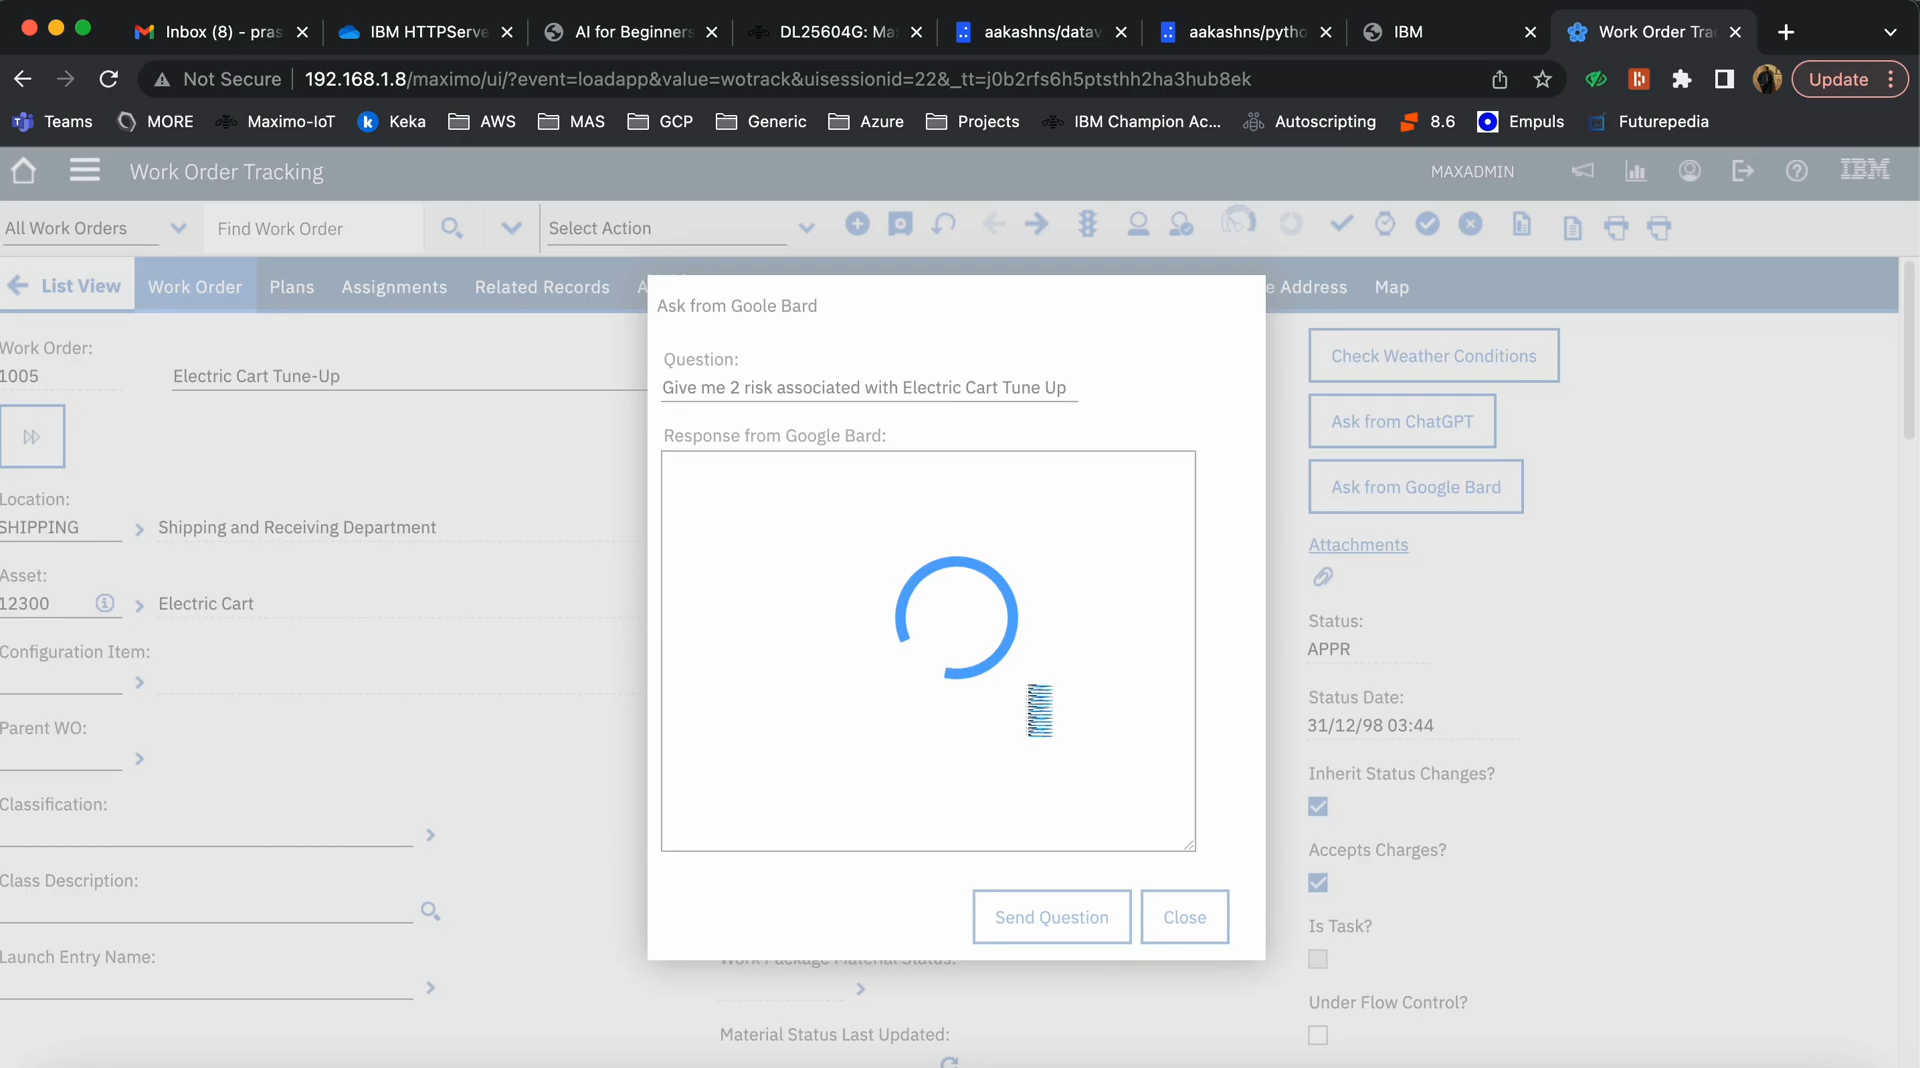 Inbox (8) - pras
IBM HTTPServe
AI for Beginners
DL25604G: Ma
aakashns/datav
aakashns/pytho
IBM
Work Order Trac
Not Secure
192.168.1.8/maximo/ui/?event=loadapp&value=wotrack&uisessionid=22&_tt=j0b2rfs6h5ptsthh2ha3hub8ek
Update
Teams
MORE
Maximo-IoT
Keka
AWS
MAS
GCP
Generic
Azure
Projects
IBM Champion Ac...
Autoscripting
8.6
Empuls
Futurepedia
Work Order Tracking
MAXADMIN
IBM
All Work Orders
Find Work Order
Select Action
List View
Work Order
Plans
Assignments
Related Records
e Address
Map
Work Order:
1005
Electric Cart Tune-Up
Location:
SHIPPING
Shipping and Receiving Department
Asset:
12300
Electric Cart
Configuration Item:
Parent WO:
Classification:
Class Description:
Launch Entry Name:
Ask from Goole Bard
Question:
Give me 2 risk associated with Electric Cart Tune Up
Response from Google Bard:
Send Question
Close
Work Package Material Status:
Material Status Last Updated:
Check Weather Conditions
Ask from ChatGPT
Ask from Google Bard
Attachments
Status:
APPR
Status Date:
31/12/98 03:44
Inherit Status Changes?
Accepts Charges?
Is Task?
Under Flow Control?